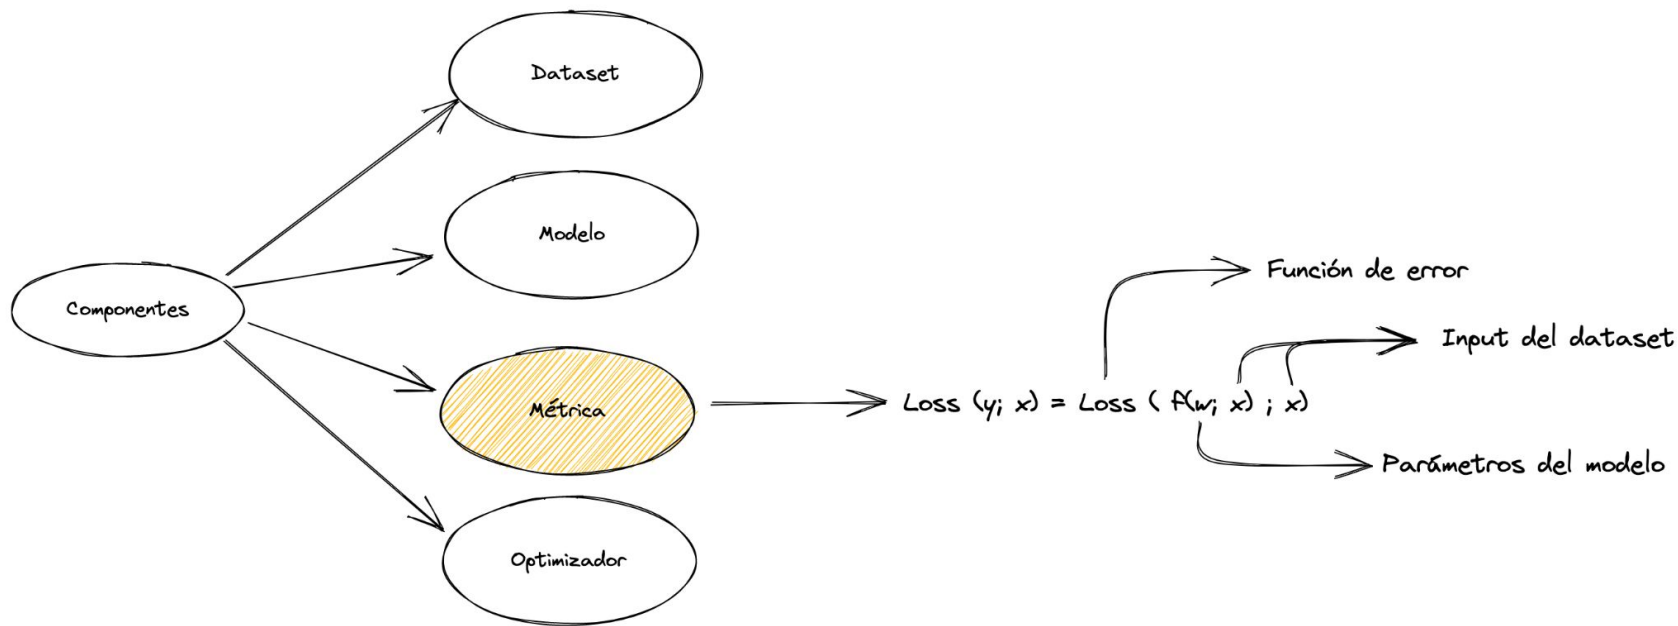 Dataset
Modelo
Componentes
Métrica
Optimizador
Loss (y; x) = Loss ( f(w; x) ; x)
Función de error
Input del dataset
Parámetros del modelo